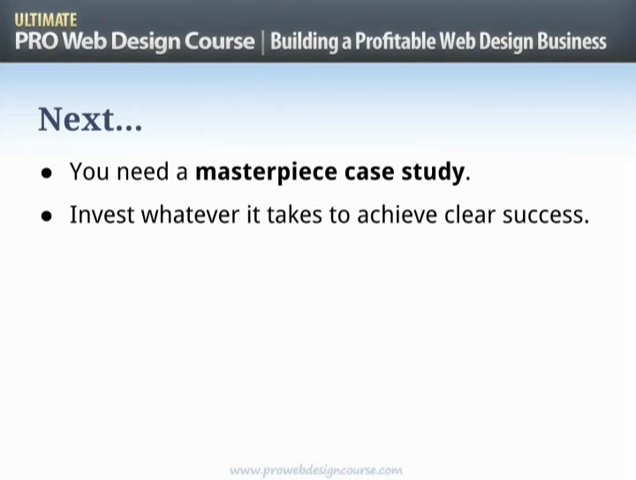 ULTIMATE
PRO Web Design Course | Building a Profitable Web Design Business
Next...
● You need a masterpiece case study.
● Invest whatever it takes to achieve clear success.
www.prowebdesigncourse.com